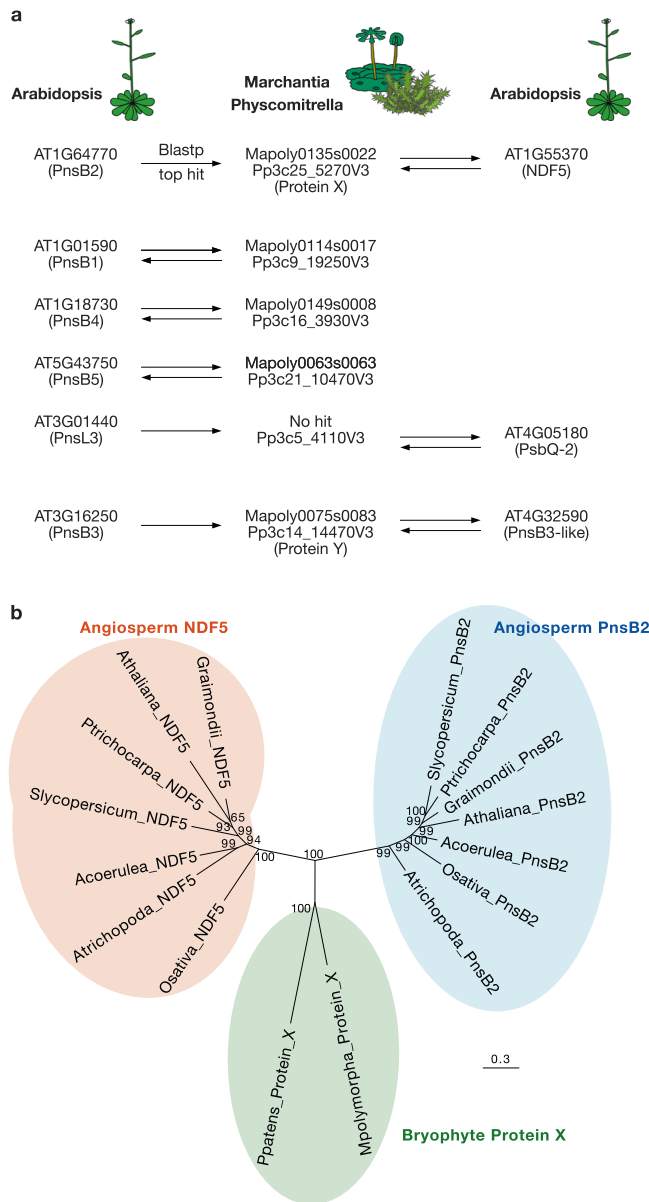 a
Arabidopsis
Marchantia
Physcomitrella
Arabidopsis
AT1G64770
(PnsB2)
Blastp
top hit
Mapoly0135s0022
Pp3c25_5270V3
(Protein X)
AT1G55370
(NDF5)
AT1G01590
(PnsB1)
Mapoly0114s0017
Pp3c9_19250V3
AT1G18730
(PnsB4)
Mapoly0149s0008
Pp3c16_3930V3
AT5G43750
(PnsB5)
Mapoly0063s0063
Pp3c21_10470V3
AT3G01440
(PnsL3)
No hit
Pp3c5_4110V3
AT4G05180
(PsbQ-2)
AT3G16250
(PnsB3)
Mapoly0075s0083
Pp3c14_14470V3
(Protein Y)
AT4G32590
(PnsB3-like)
b
Angiosperm NDF5
Angiosperm PnsB2
Athaliana_NDF5
Graimondii_NDF5
Ptrichocarpa_NDF5
Slycopersicum_NDF5
Acoerulea_NDF5
Atrichopoda_NDF5
Osativa_NDF5
65
93
99
94
99
100
100
100
99
99
100
99
99
100
Slycopersicum_PnsB2
Ptrichocarpa_PnsB2
Graimondii_PnsB2
Athaliana_PnsB2
Acoerulea_PnsB2
Osativa_PnsB2
Atrichopoda_PnsB2
Ppatens_Protein_X
Mpolymorpha_Protein_X
0.3
Bryophyte Protein X